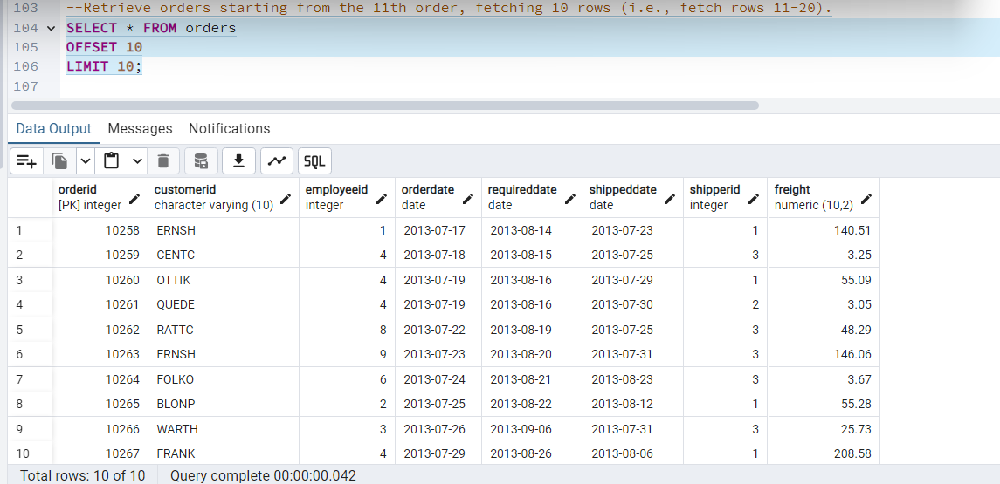 103 --Retrieve orders starting from the 11th order, fetching 10 rows (i.e., fetch rows 11-20).
104 SELECT * FROM orders
105 OFFSET 10
106 LIMIT 10;
107
Data Output Messages Notifications
SQL
orderid customerid employeeid orderdate requireddate shippeddate shipperid freight
[PK] integer character varying (10) integer date date date integer numeric (10,2)
1 10258 ERNSH 1 2013-07-17 2013-08-14 2013-07-23 1 140.51
2 10259 CENTC 4 2013-07-18 2013-08-15 2013-07-25 3 3.25
3 10260 OTTIK 4 2013-07-19 2013-08-16 2013-07-29 1 55.09
4 10261 QUEDE 4 2013-07-19 2013-08-16 2013-07-30 2 3.05
5 10262 RATTC 8 2013-07-22 2013-08-19 2013-07-25 3 48.29
6 10263 ERNSH 9 2013-07-23 2013-08-20 2013-07-31 3 146.06
7 10264 FOLKO 6 2013-07-24 2013-08-21 2013-08-23 3 3.67
8 10265 BLONP 2 2013-07-25 2013-08-22 2013-08-12 1 55.28
9 10266 WARTH 3 2013-07-26 2013-09-06 2013-07-31 3 25.73
10 10267 FRANK 4 2013-07-29 2013-08-26 2013-08-06 1 208.58
Total rows: 10 of 10 Query complete 00:00:00.042